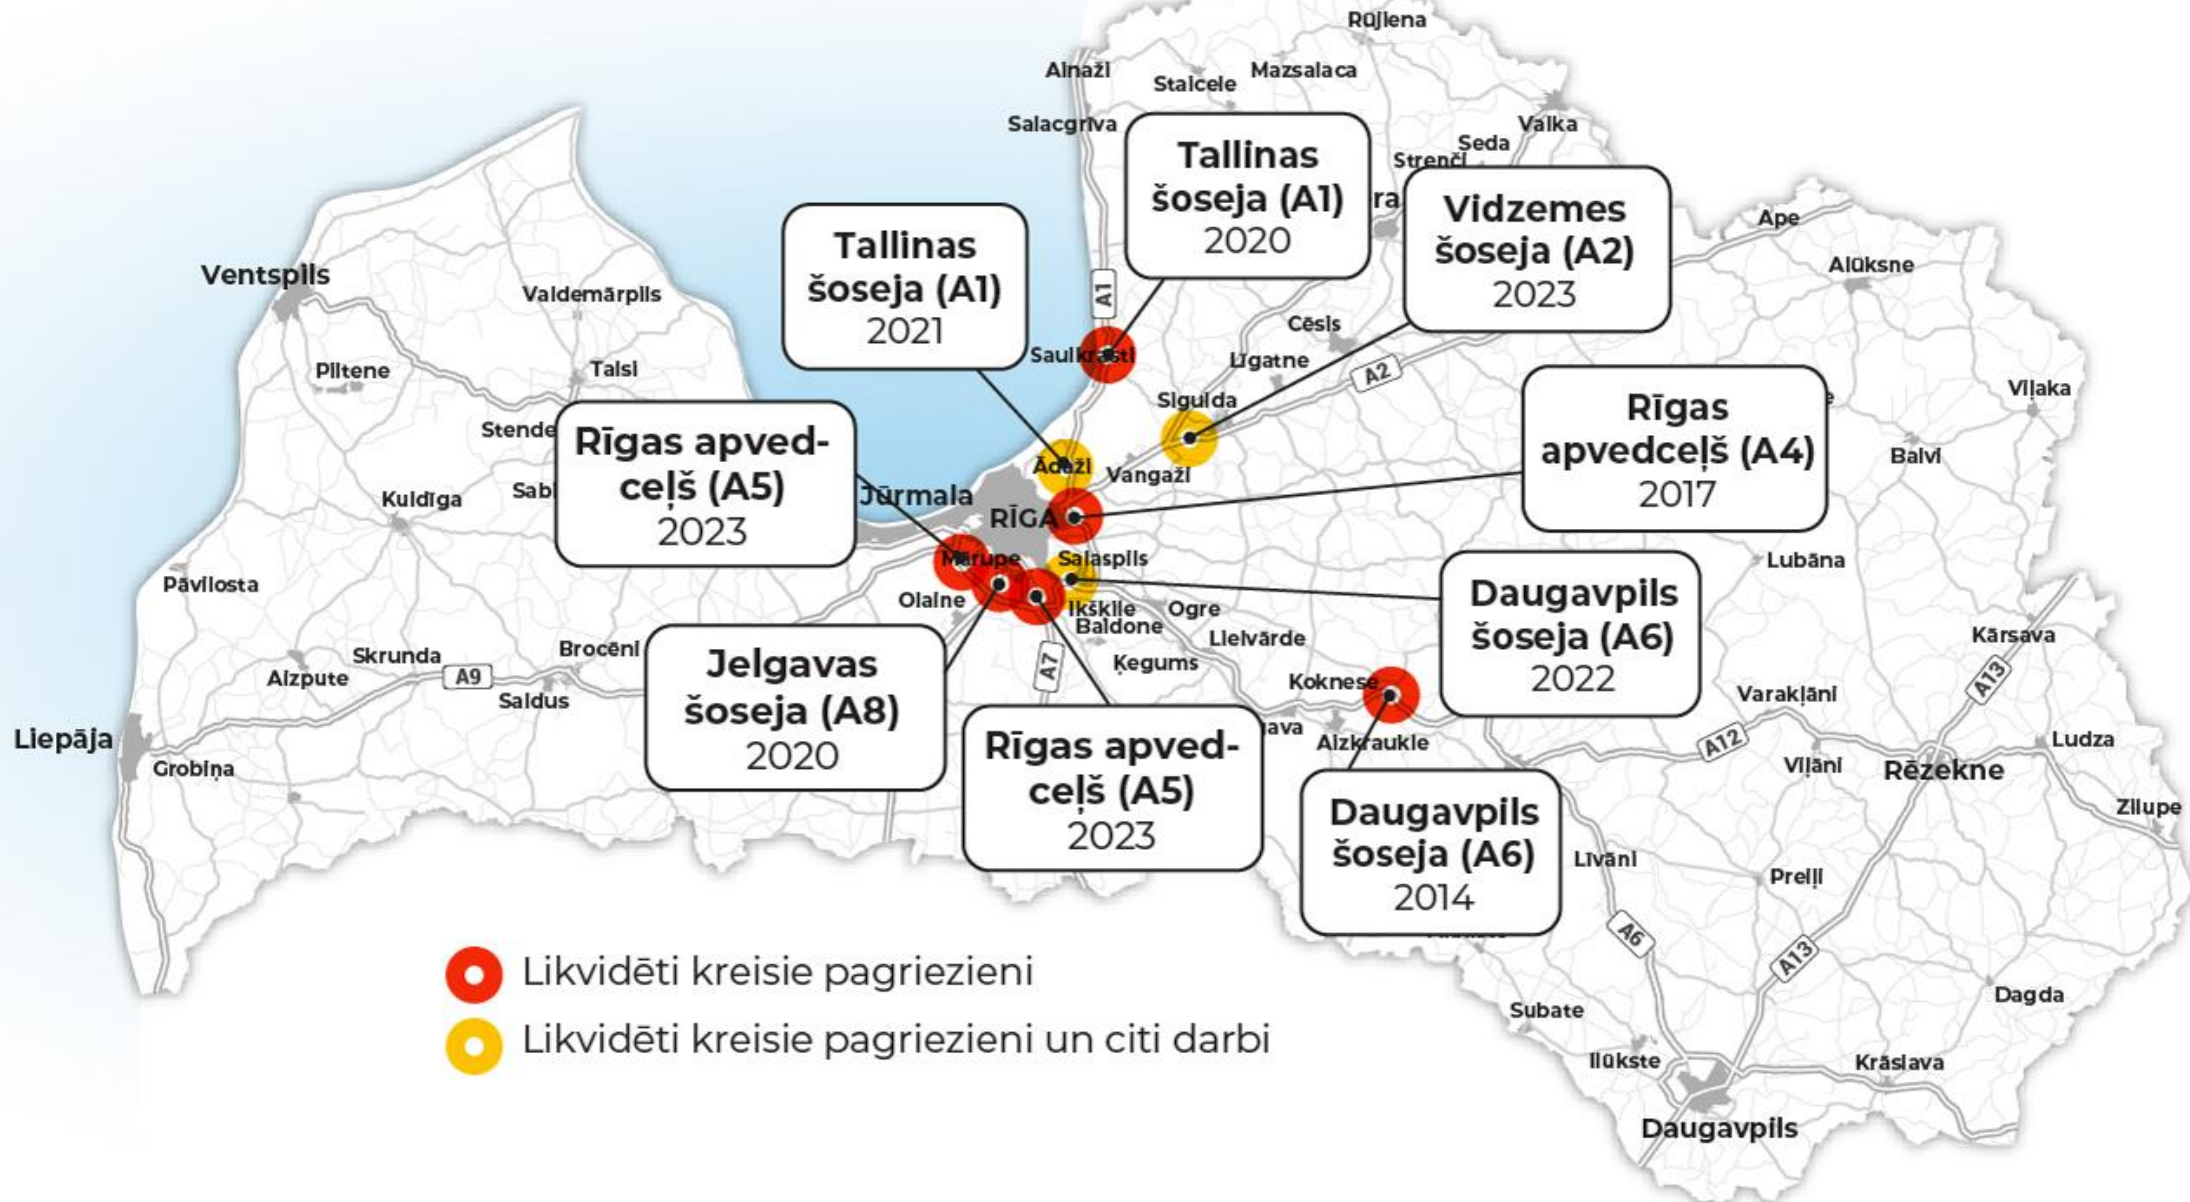 Rūjiena
Ainaži
Staicele
Mazsalaca
Salacgrīva
Valka
Seda
Strenči
Tallinas
šoseja (A1)
2020
Vidzemes
šoseja (A2)
2023
Ape
Alūksne
Tallinas
šoseja (A1)
2021
Ventspils
Valdemārpils
A1
Cēsis
Saulkrasti
Līgatne
A2
Piltene
Talsi
Sigulda
Viļaka
Stende
Rīgas apved-
ceļš (A5)
2023
Rīgas
apvedceļš (A4)
2017
Balvi
Ādaži
Vangaži
Kuldīga
Jūrmala
RĪGA
Mārupe
Salaspils
Lubāna
Pāvilosta
Olaine
Ikšķile
Ogre
Baldone
Lielvārde
Daugavpils
šoseja (A6)
2022
Kārsava
Skrunda
Brocēni
Aizpute
A9
Saldus
Jelgavas
šoseja (A8)
2020
A7
Ķegums
Koknese
Varakļāni
A13
Liepāja
Grobiņa
Rīgas apved-
ceļš (A5)
2023
Aizkraukle
A12
Viļāni
Rēzekne
Ludza
Zilupe
Daugavpils
šoseja (A6)
2014
Līvāni
Preiļi
A6
A13
Likvidēti kreisie pagriezieni
Dagda
Subate
Likvidēti kreisie pagriezieni un citi darbi
Ilūkste
Krāslava
Daugavpils